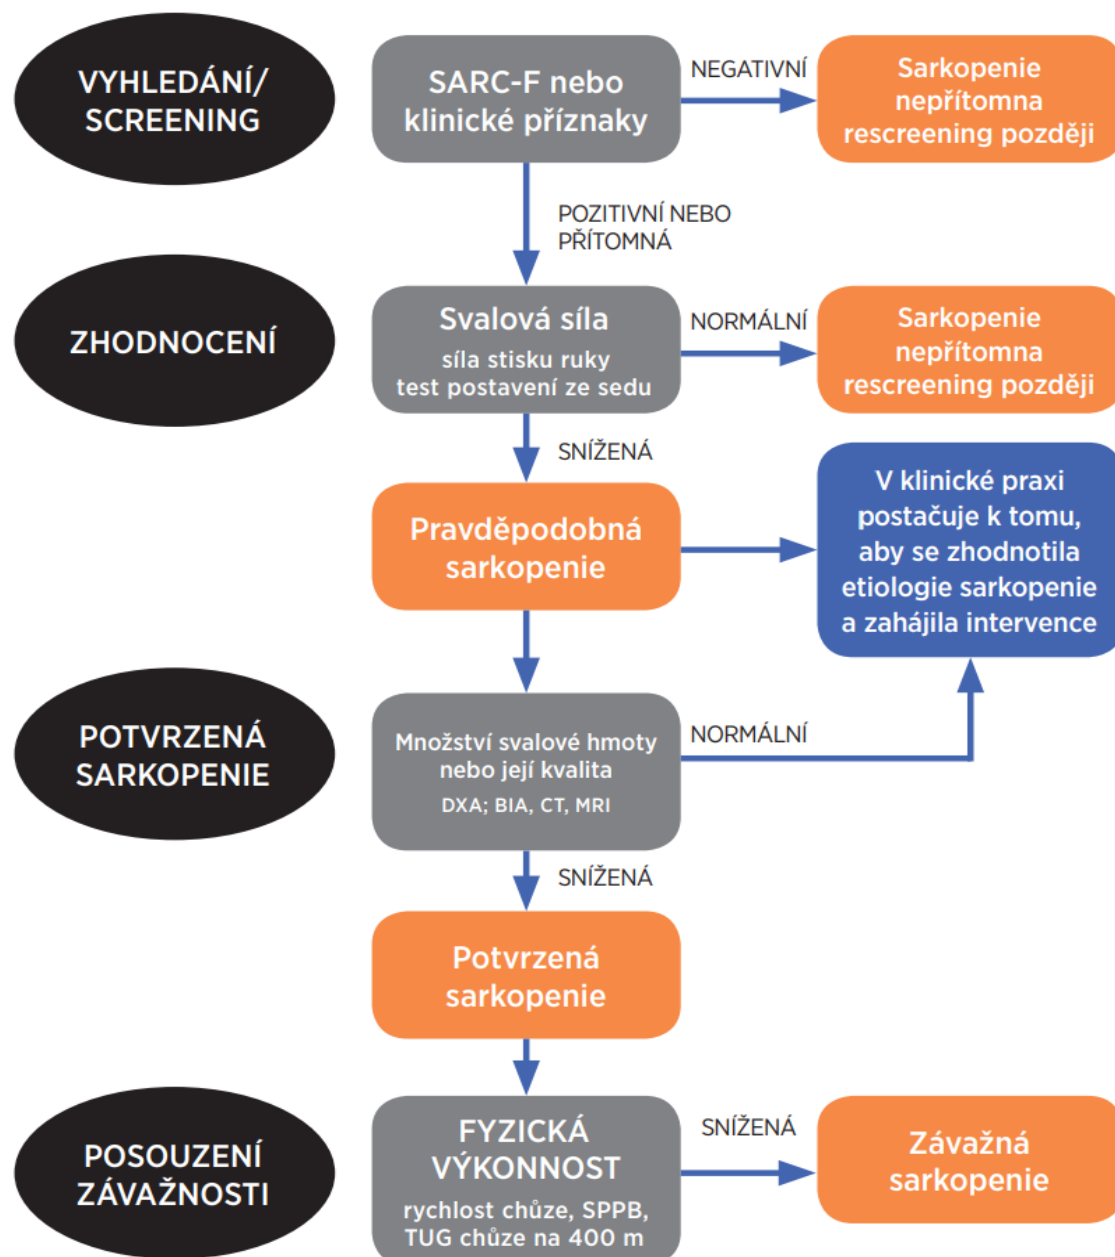 VYHLEDÁNÍ/
SCREENING
SARC-F nebo
klinické příznaky
NEGATIVNÍ
Sarkopenie
nepřítomna
rescreening později
POZITIVNÍ NEBO
PŘÍTOMNÁ
ZHODNOCENÍ
Svalová síla
síla stisku ruky
test postavení ze sedu
NORMÁLNÍ
Sarkopenie
nepřítomna
rescreening později
SNÍŽENÁ
Pravděpodobná
sarkopenie
V klinické praxi
postačuje k tomu,
aby se zhodnotila
etiologie sarkopenie
a zahájila intervence
POTVRZENÁ
SARKOPENIE
Množství svalové hmoty
nebo její kvalita
DXA; BIA, CT, MRI
NORMÁLNÍ
SNÍŽENÁ
Potvrzená
sarkopenie
POSOUZENÍ
ZÁVAŽNOSTI
FYZICKÁ
VÝKONNOST
rychlost chůze, SPPB,
TUG chůze na 400 m
SNÍŽENÁ
Závažná
sarkopenie